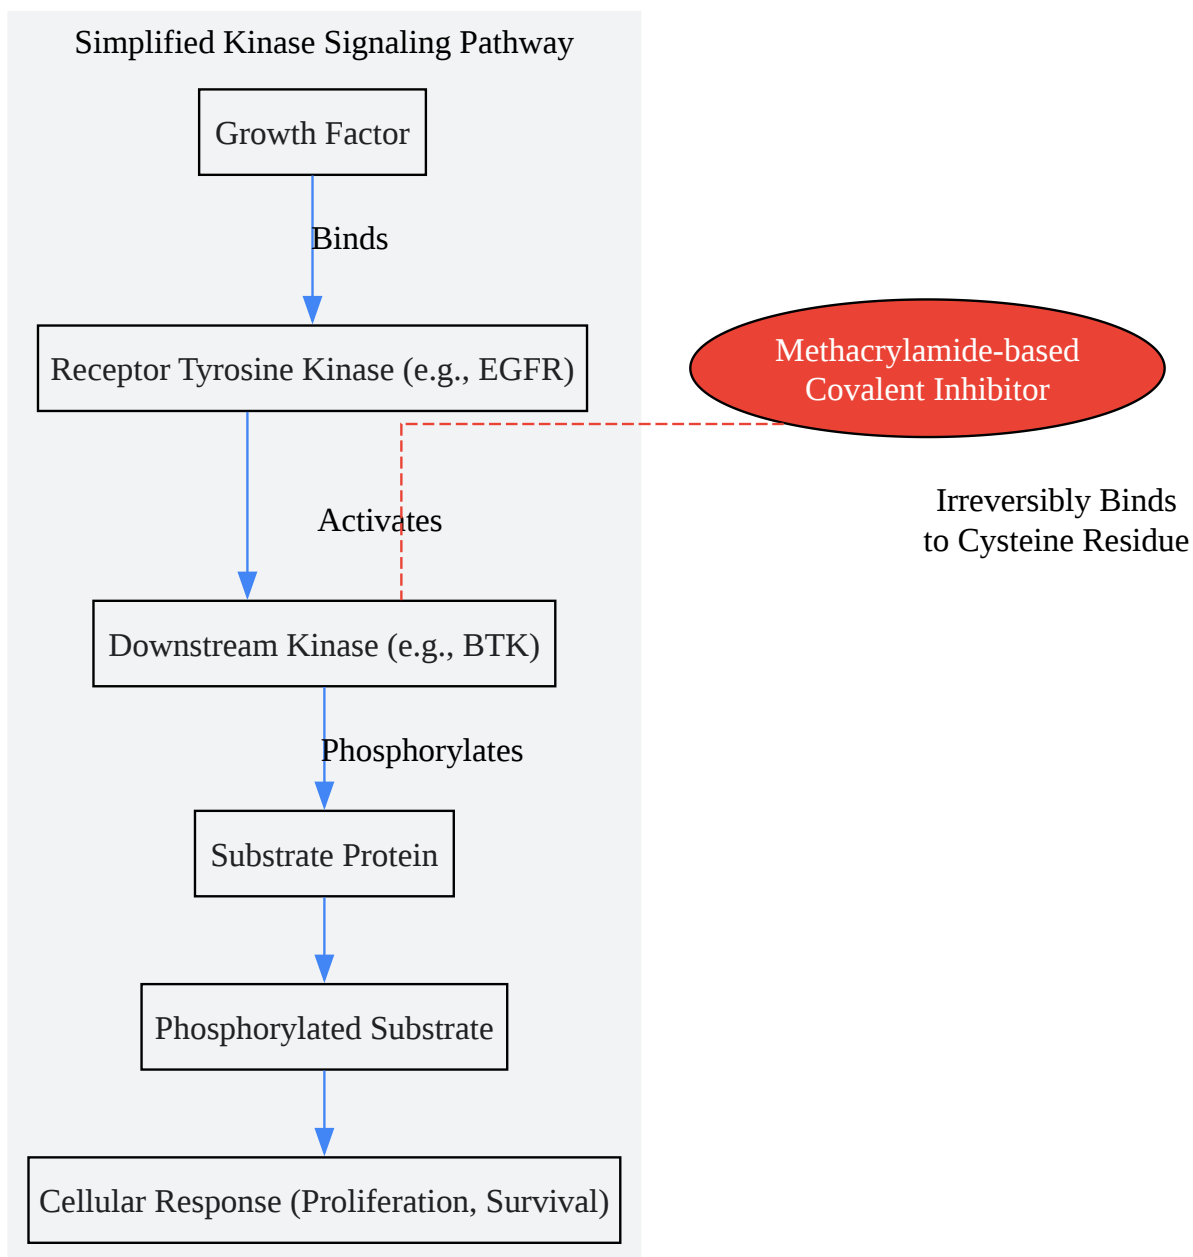 Simplified Kinase Signaling Pathway
Growth Factor
Binds
Receptor Tyrosine Kinase (e.g., EGFR)
Methacrylamide-based
Covalent Inhibitor
Irreversibly Binds
to Cysteine Residue
Activates
Downstream Kinase (e.g., BTK)
Phosphorylates
Substrate Protein
Phosphorylated Substrate
Cellular Response (Proliferation, Survival)